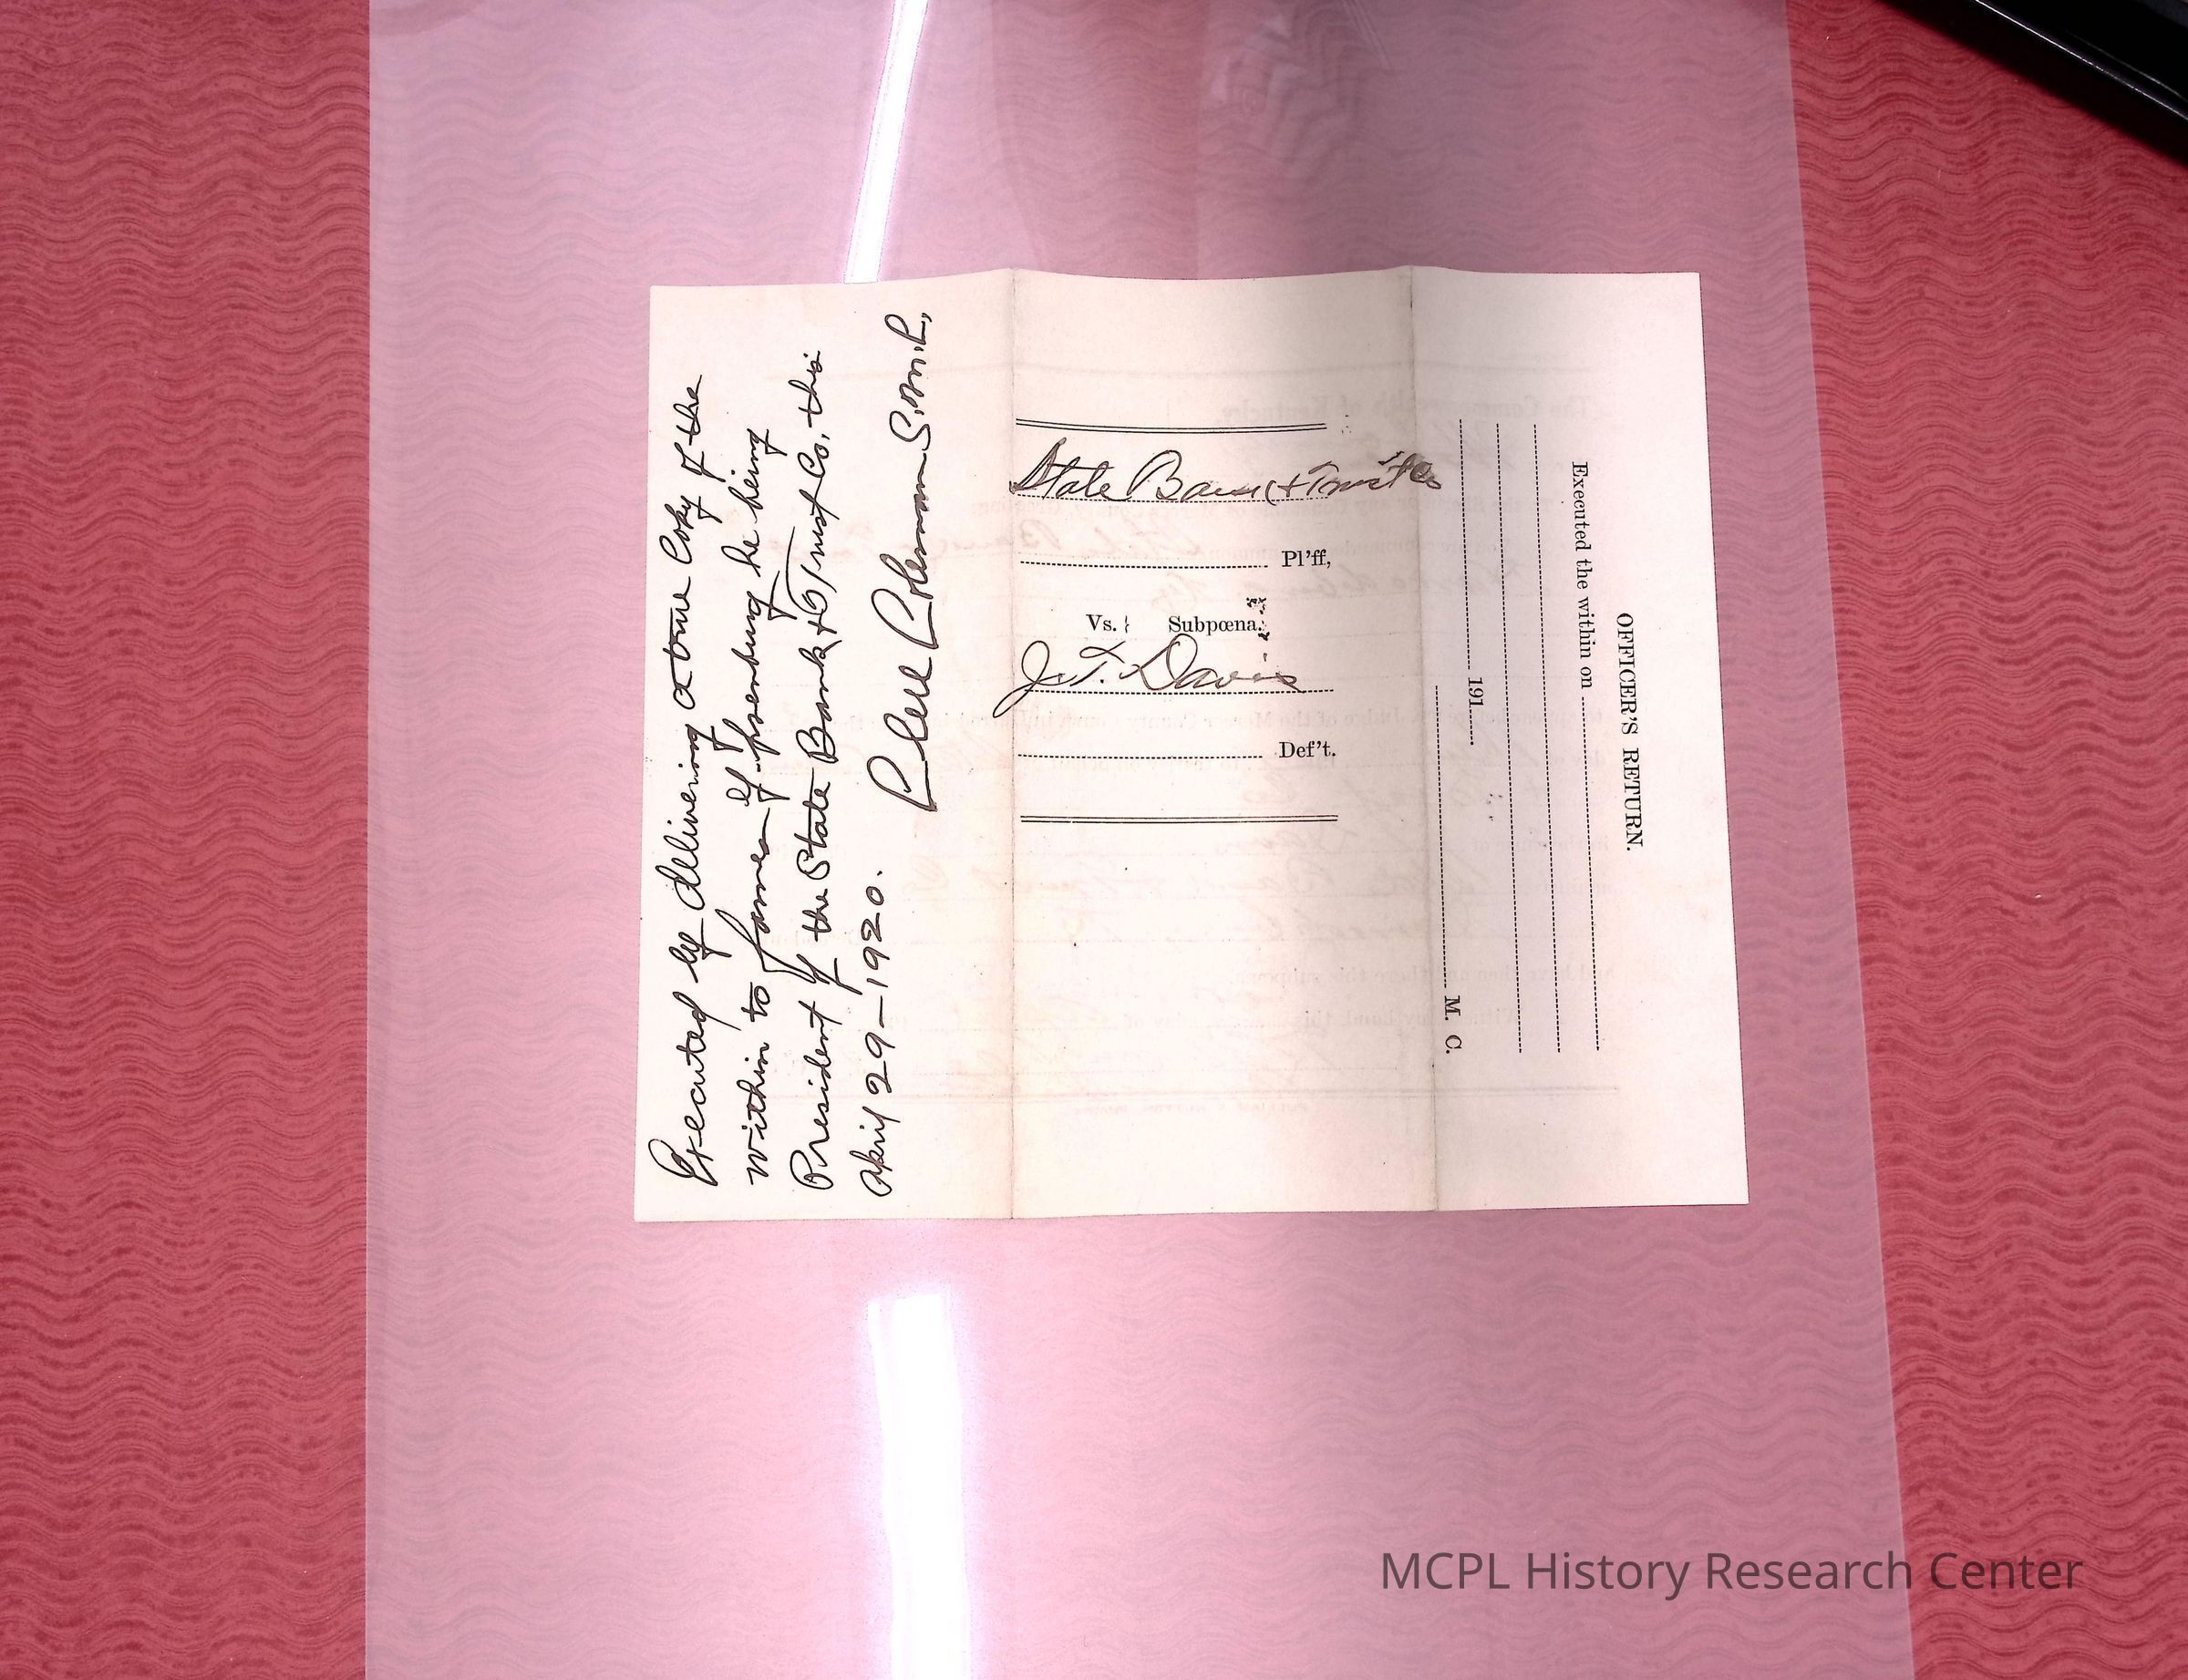 Executed by delivering a true Copy of the
within to James
President of the State Bank & Trust Co, this
he being
April 29-1920.
Coleman S.M.C,
State Bank & Trust Co
Pl'ff,
Vs. } Subpœna.
J. T. Davis
Def't.
OFFICER'S RETURN.
Executed the within on
191
M. C.
MCPL History Research Center